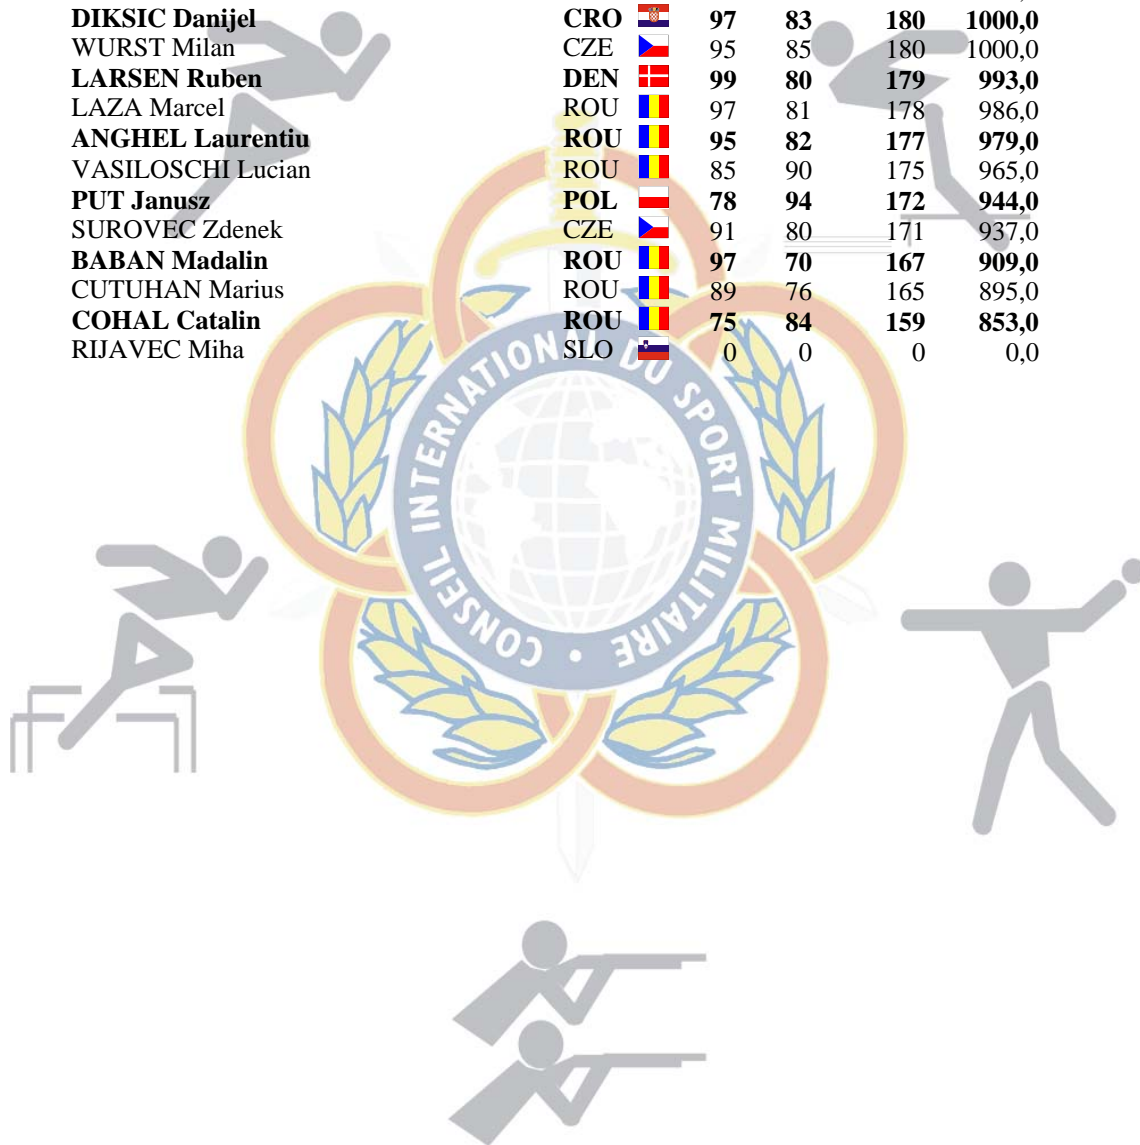 DIKSIC Danijel CRO 97 83 180 1000,0
WURST Milan CZE 95 85 180 1000,0
LARSEN Ruben DEN 99 80 179 993,0
LAZA Marcel ROU 97 81 178 986,0
ANGHEL Laurentiu ROU 95 82 177 979,0
VASILOSCHI Lucian ROU 85 90 175 965,0
PUT Janusz POL 78 94 172 944,0
SUROVEC Zdenek CZE 91 80 171 937,0
BABAN Madalin ROU 97 70 167 909,0
CUTUHAN Marius ROU 89 76 165 895,0
COHAL Catalin ROU 75 84 159 853,0
RIJAVEC Miha SLO 0 0 0 0,0
CONSEIL INTERNATIONAL DU SPORT MILITAIRE •